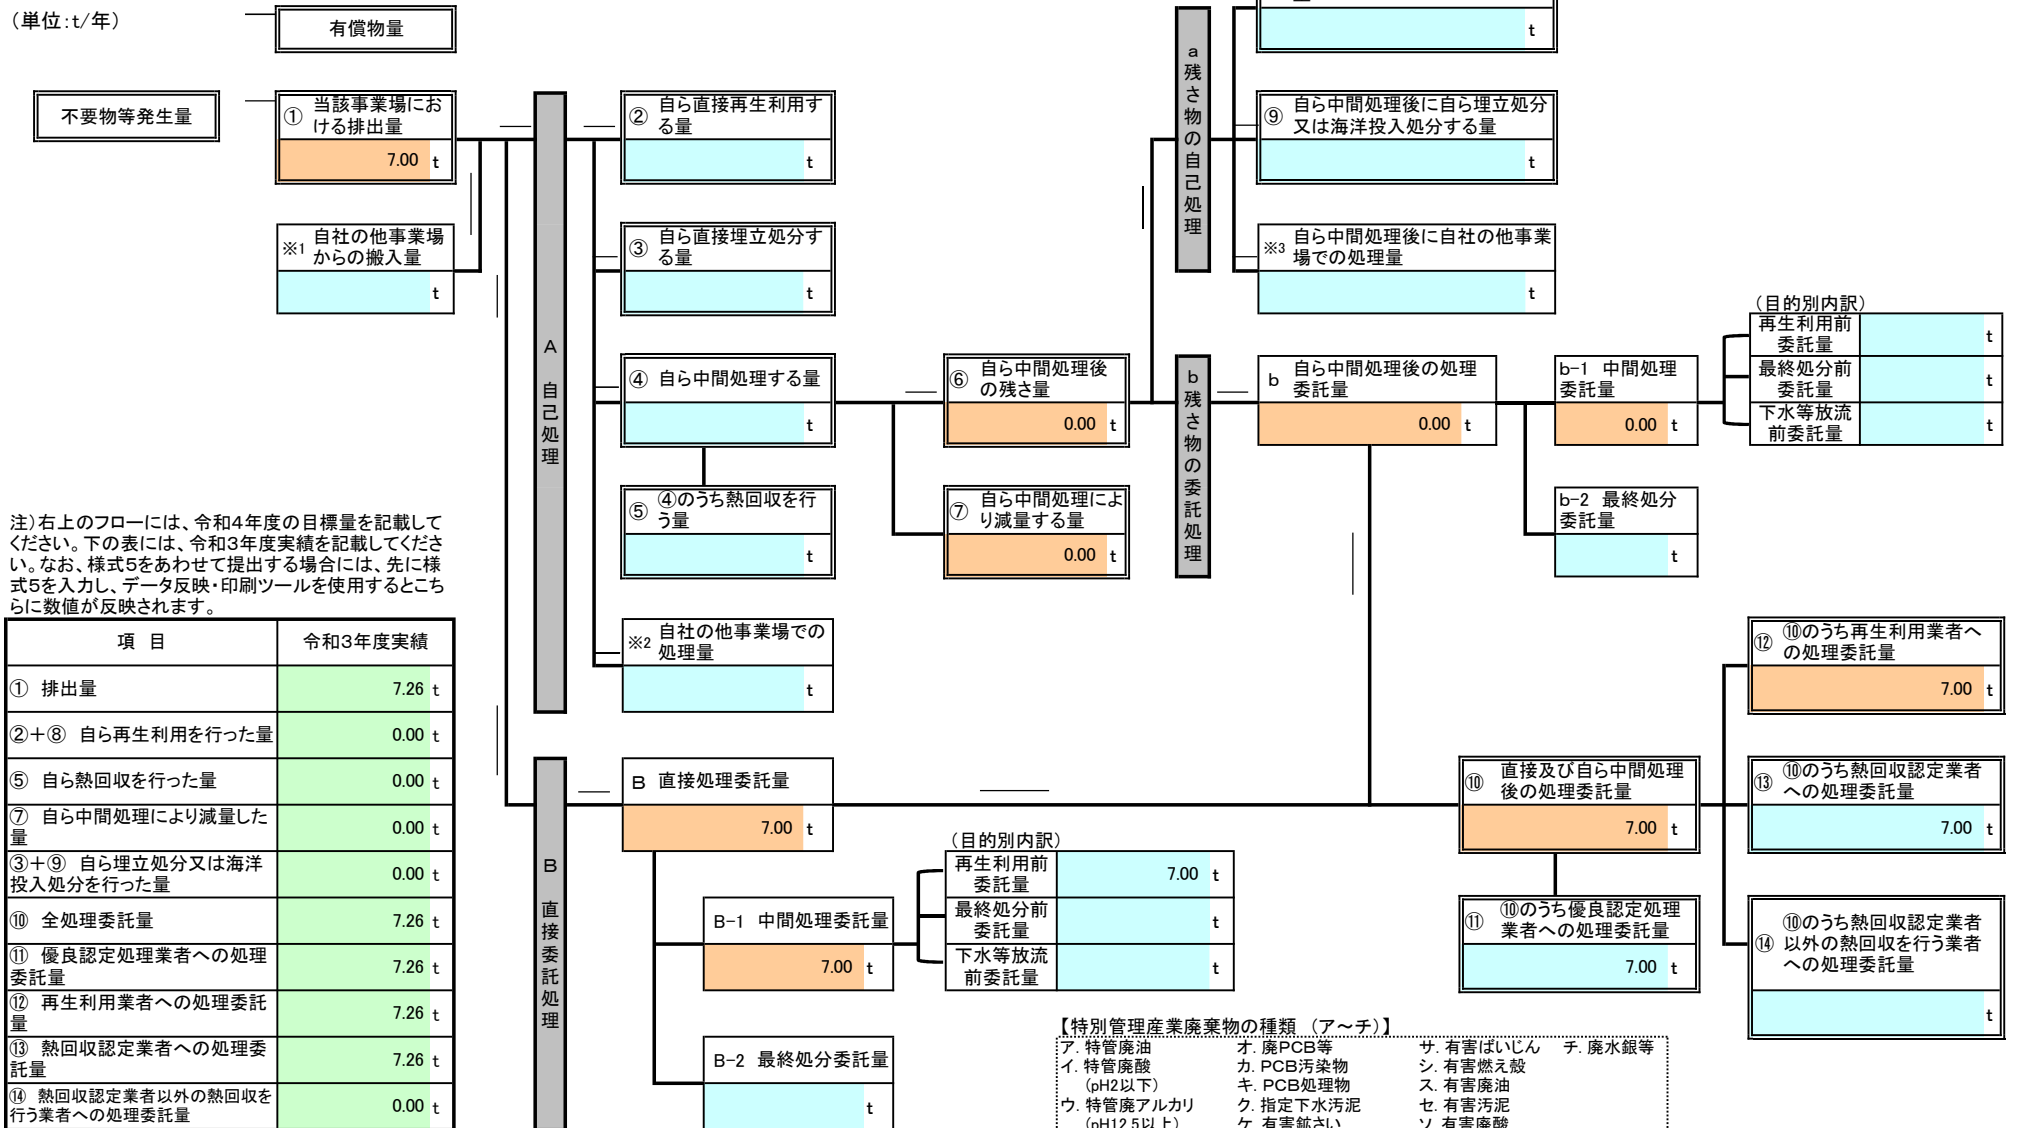 (単位:t/年)
有償物量
不要物等発生量
① 当該事業場にお
ける排出量
7.00 t
※1 自社の他事業場
からの搬入量
t
A 自己処理
② 自ら直接再生利用す
る量
t
③ 自ら直接埋立処分す
る量
t
④ 自ら中間処理する量
t
⑤ ④のうち熱回収を行
う量
t
※2 自社の他事業場での
処理量
t
⑥ 自ら中間処理後
の残さ量
0.00 t
⑦ 自ら中間処理によ
り減量する量
0.00 t
a 残さ物の自己処理
t
⑨ 自ら中間処理後に自ら埋立処分
又は海洋投入処分する量
t
※3 自ら中間処理後に自社の他事業
場での処理量
t
b 残さ物の委託処理
b 自ら中間処理後の処理
委託量
0.00 t
b-1 中間処理
委託量
0.00 t
(目的別内訳)
再生利用前
委託量
t
最終処分前
委託量
t
下水等放流
前委託量
t
b-2 最終処分
委託量
t
注)右上のフローには、令和4年度の目標量を記載して
ください。下の表には、令和3年度実績を記載してくださ
い。なお、様式5をあわせて提出する場合には、先に様
式5を入力し、データ反映・印刷ツールを使用するとこち
らに数値が反映されます。
項 目 令和3年度実績
① 排出量 7.26 t
②+⑧ 自ら再生利用を行った量 0.00 t
⑤ 自ら熱回収を行った量 0.00 t
⑦ 自ら中間処理により減量した
量 0.00 t
③+⑨ 自ら埋立処分又は海洋
投入処分を行った量 0.00 t
⑩ 全処理委託量 7.26 t
⑪ 優良認定処理業者への処理
委託量 7.26 t
⑫ 再生利用業者への処理委託
量 7.26 t
⑬ 熱回収認定業者への処理委
託量 7.26 t
⑭ 熱回収認定業者以外の熱回収を
行う業者への処理委託量 0.00 t
B 直接委託処理
B 直接処理委託量
7.00 t
B-1 中間処理委託量
7.00 t
(目的別内訳)
再生利用前
委託量
7.00 t
最終処分前
委託量
t
下水等放流
前委託量
t
B-2 最終処分委託量
t
⑩ 直接及び自ら中間処理
後の処理委託量
7.00 t
⑪ ⑩のうち優良認定処理
業者への処理委託量
7.00 t
⑫ ⑩のうち再生利用業者へ
の処理委託量
7.00 t
⑬ ⑩のうち熱回収認定業者
への処理委託量
7.00 t
⑭ ⑩のうち熱回収認定業者
以外の熱回収を行う業者
への処理委託量
t
【特別管理産業廃棄物の種類 (ア~チ)】
ア. 特管廃油 オ. 廃PCB等 サ. 有害ばいじん チ. 廃水銀等
イ. 特管廃酸 カ. PCB汚染物 シ. 有害燃え殻
(pH2以下) キ. PCB処理物 ス. 有害廃油
ウ. 特管廃アルカリ ク. 指定下水汚泥 セ. 有害汚泥
(pH12.5以上) ケ. 有害鉱さい ソ. 有害廃酸